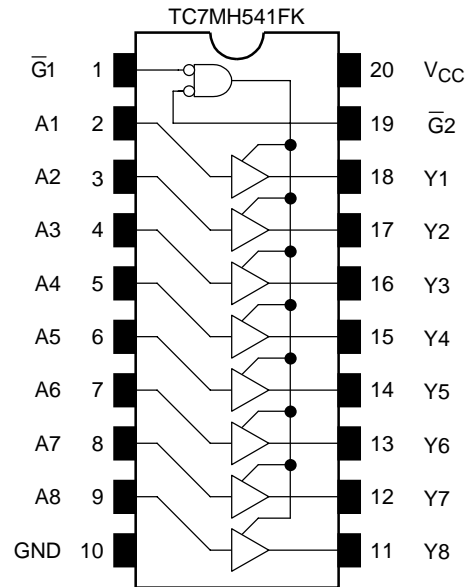 TC7MH541FK
G̅1 1 20 VCC
A1 2 19 G̅2
A2 3 18 Y1
A3 4 17 Y2
A4 5 16 Y3
A5 6 15 Y4
A6 7 14 Y5
A7 8 13 Y6
A8 9 12 Y7
GND 10 11 Y8